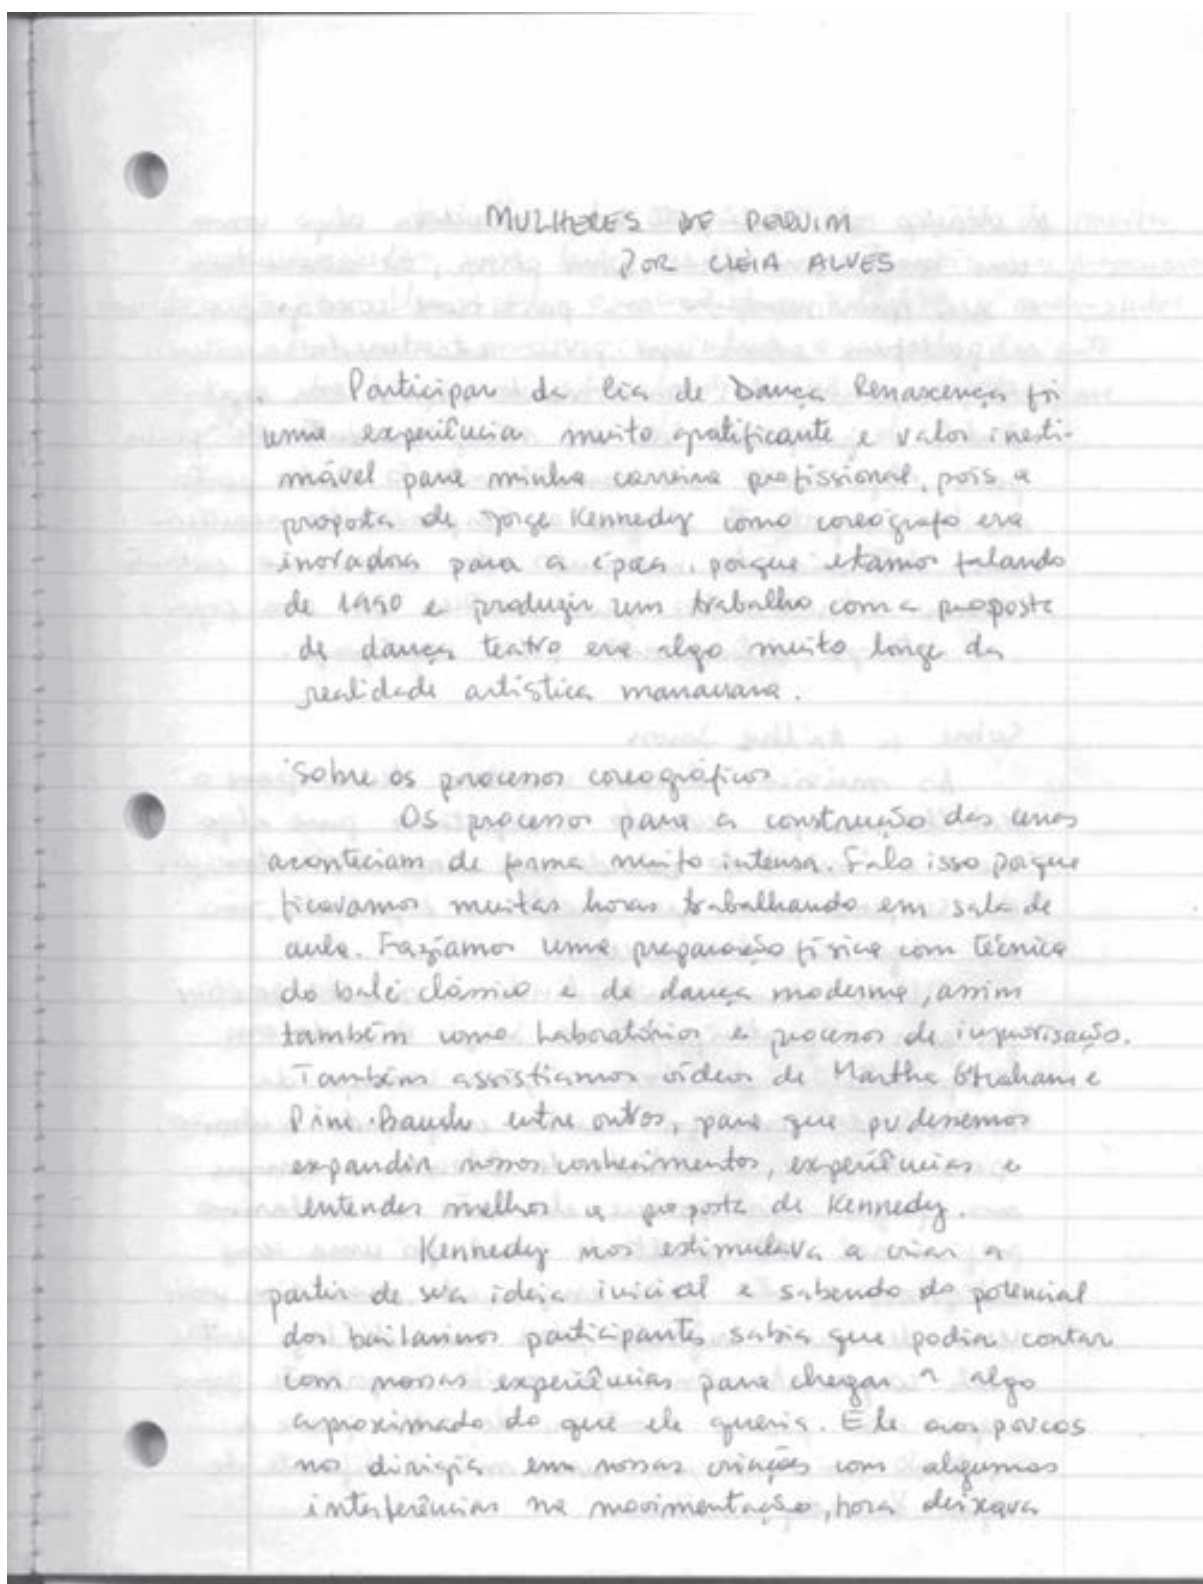 MULHERES DE PEQUIM
POR CLÉIA ALVES
Participar da Cia de Dança Renascença foi
uma experiência muito gratificante e valor inesti-
mável para minha carreira profissional, pois a
proposta de Jorge Kennedy como coreógrafo era
inovadora para a época, porque estamos falando
de 1990 e produzir um trabalho com a proposta
da dança teatro era algo muito longe da
realidade artística manauara.
Sobre os processos coreográficos
Os processos para a construção das cenas
aconteciam de forma muito intensa. Falo isso porque
ficavamos muitas horas trabalhando em sala de
aula. Fazíamos uma preparação física com técnica
do balé clássico e de dança moderna, assim
também como laboratórios e processos de improvisação.
Também assistiamos vídeos de Martha Graham e
Pina Bausch entre outros, para que pudessemos
expandir nossos conhecimentos, experiências e
entender melhor a proposta de Kennedy.
Kennedy nos estimulava a criar a
partir de sua ideia inicial e sabendo do potencial
dos bailarinos participantes sabia que podia contar
com nossas experiências para chegar a algo
aproximado do que ele queria. Ele aos poucos
nos dirigia em nossas criações com algumas
interferências na movimentação, hora deixava